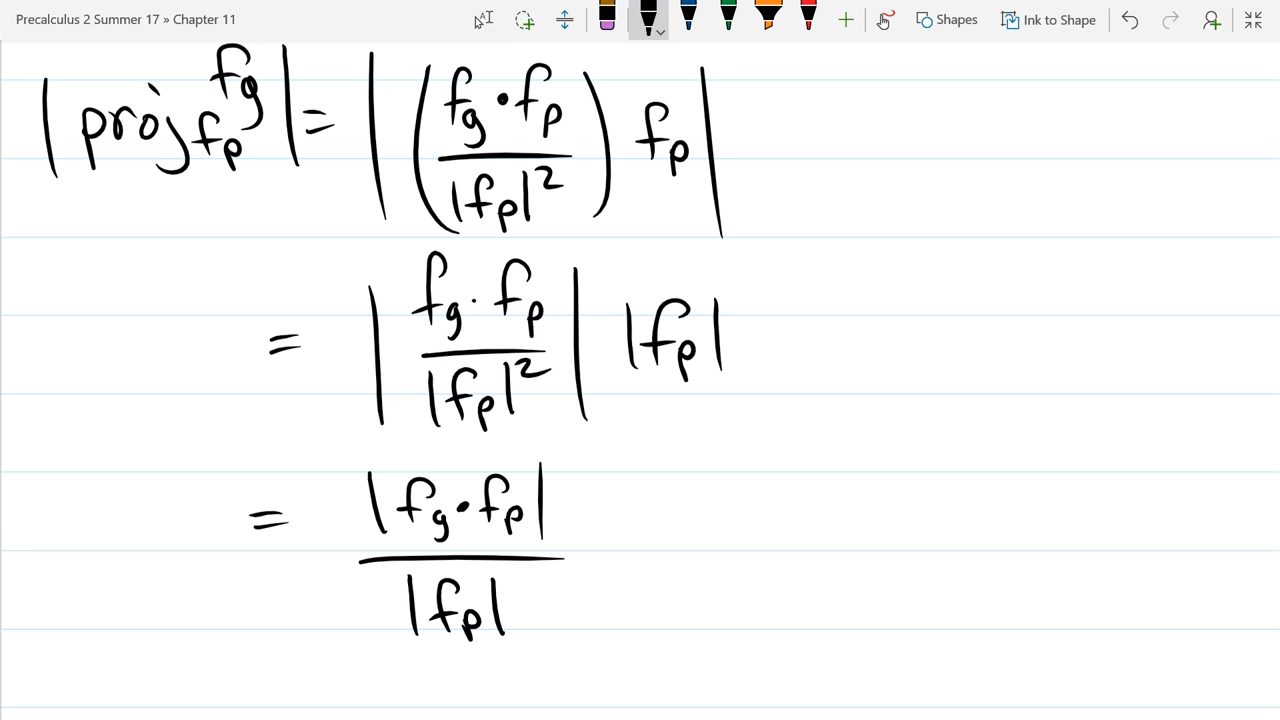 Precalculus 2 Summer 17 » Chapter 11
Shapes
Ink to Shape
| proj_{f_p} f_g | = | ( (f_g • f_p) / |f_p|^2 ) f_p |
= | (f_g · f_p) / |f_p|^2 | |f_p|
= |f_g • f_p| / |f_p|